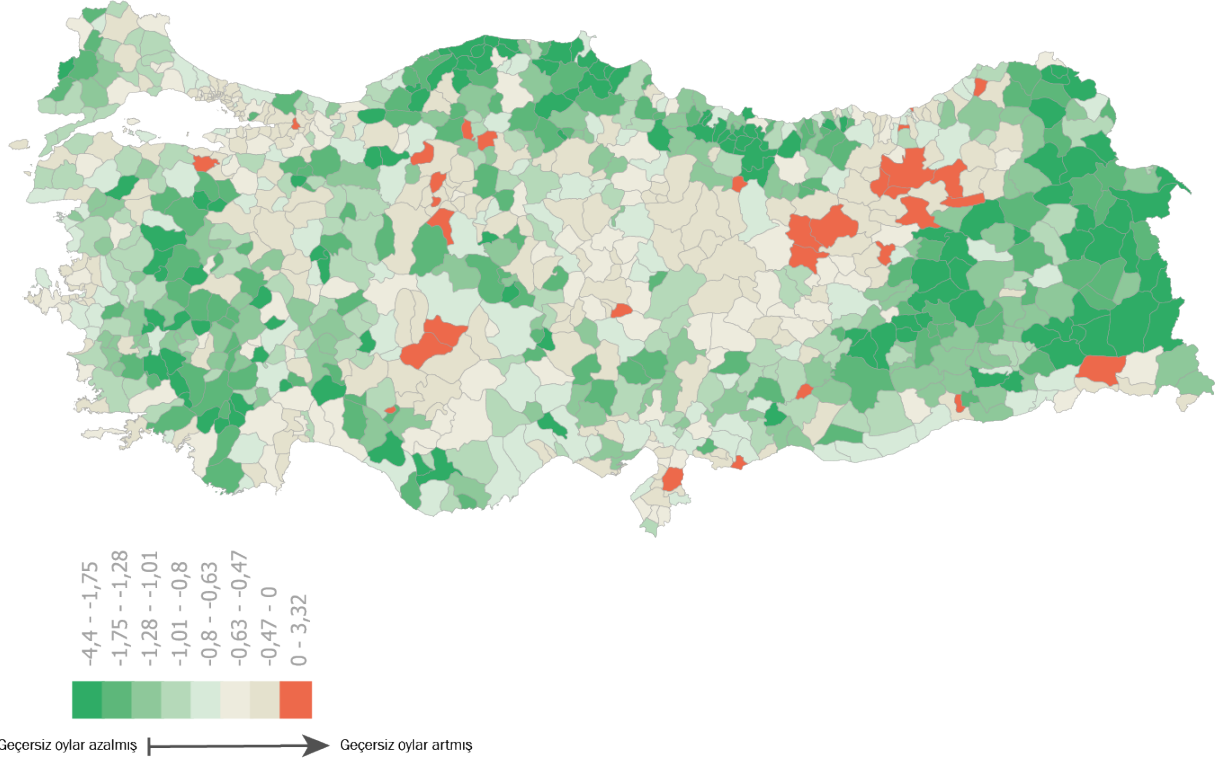 -4,4 - -1,75
-1,75 - -1,28
-1,28 - -1,01
-1,01 - -0,8
-0,8 - -0,63
-0,63 - -0,47
-0,47 - 0
0 - 3,32
Geçersiz oylar azalmış
Geçersiz oylar artmış